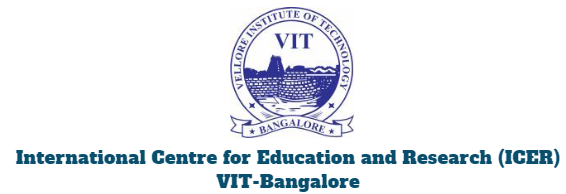 VELLORE INSTITUTE OF TECHNOLOGY
VIT
★ BANGALORE ★
International Centre for Education and Research (ICER)
VIT-Bangalore